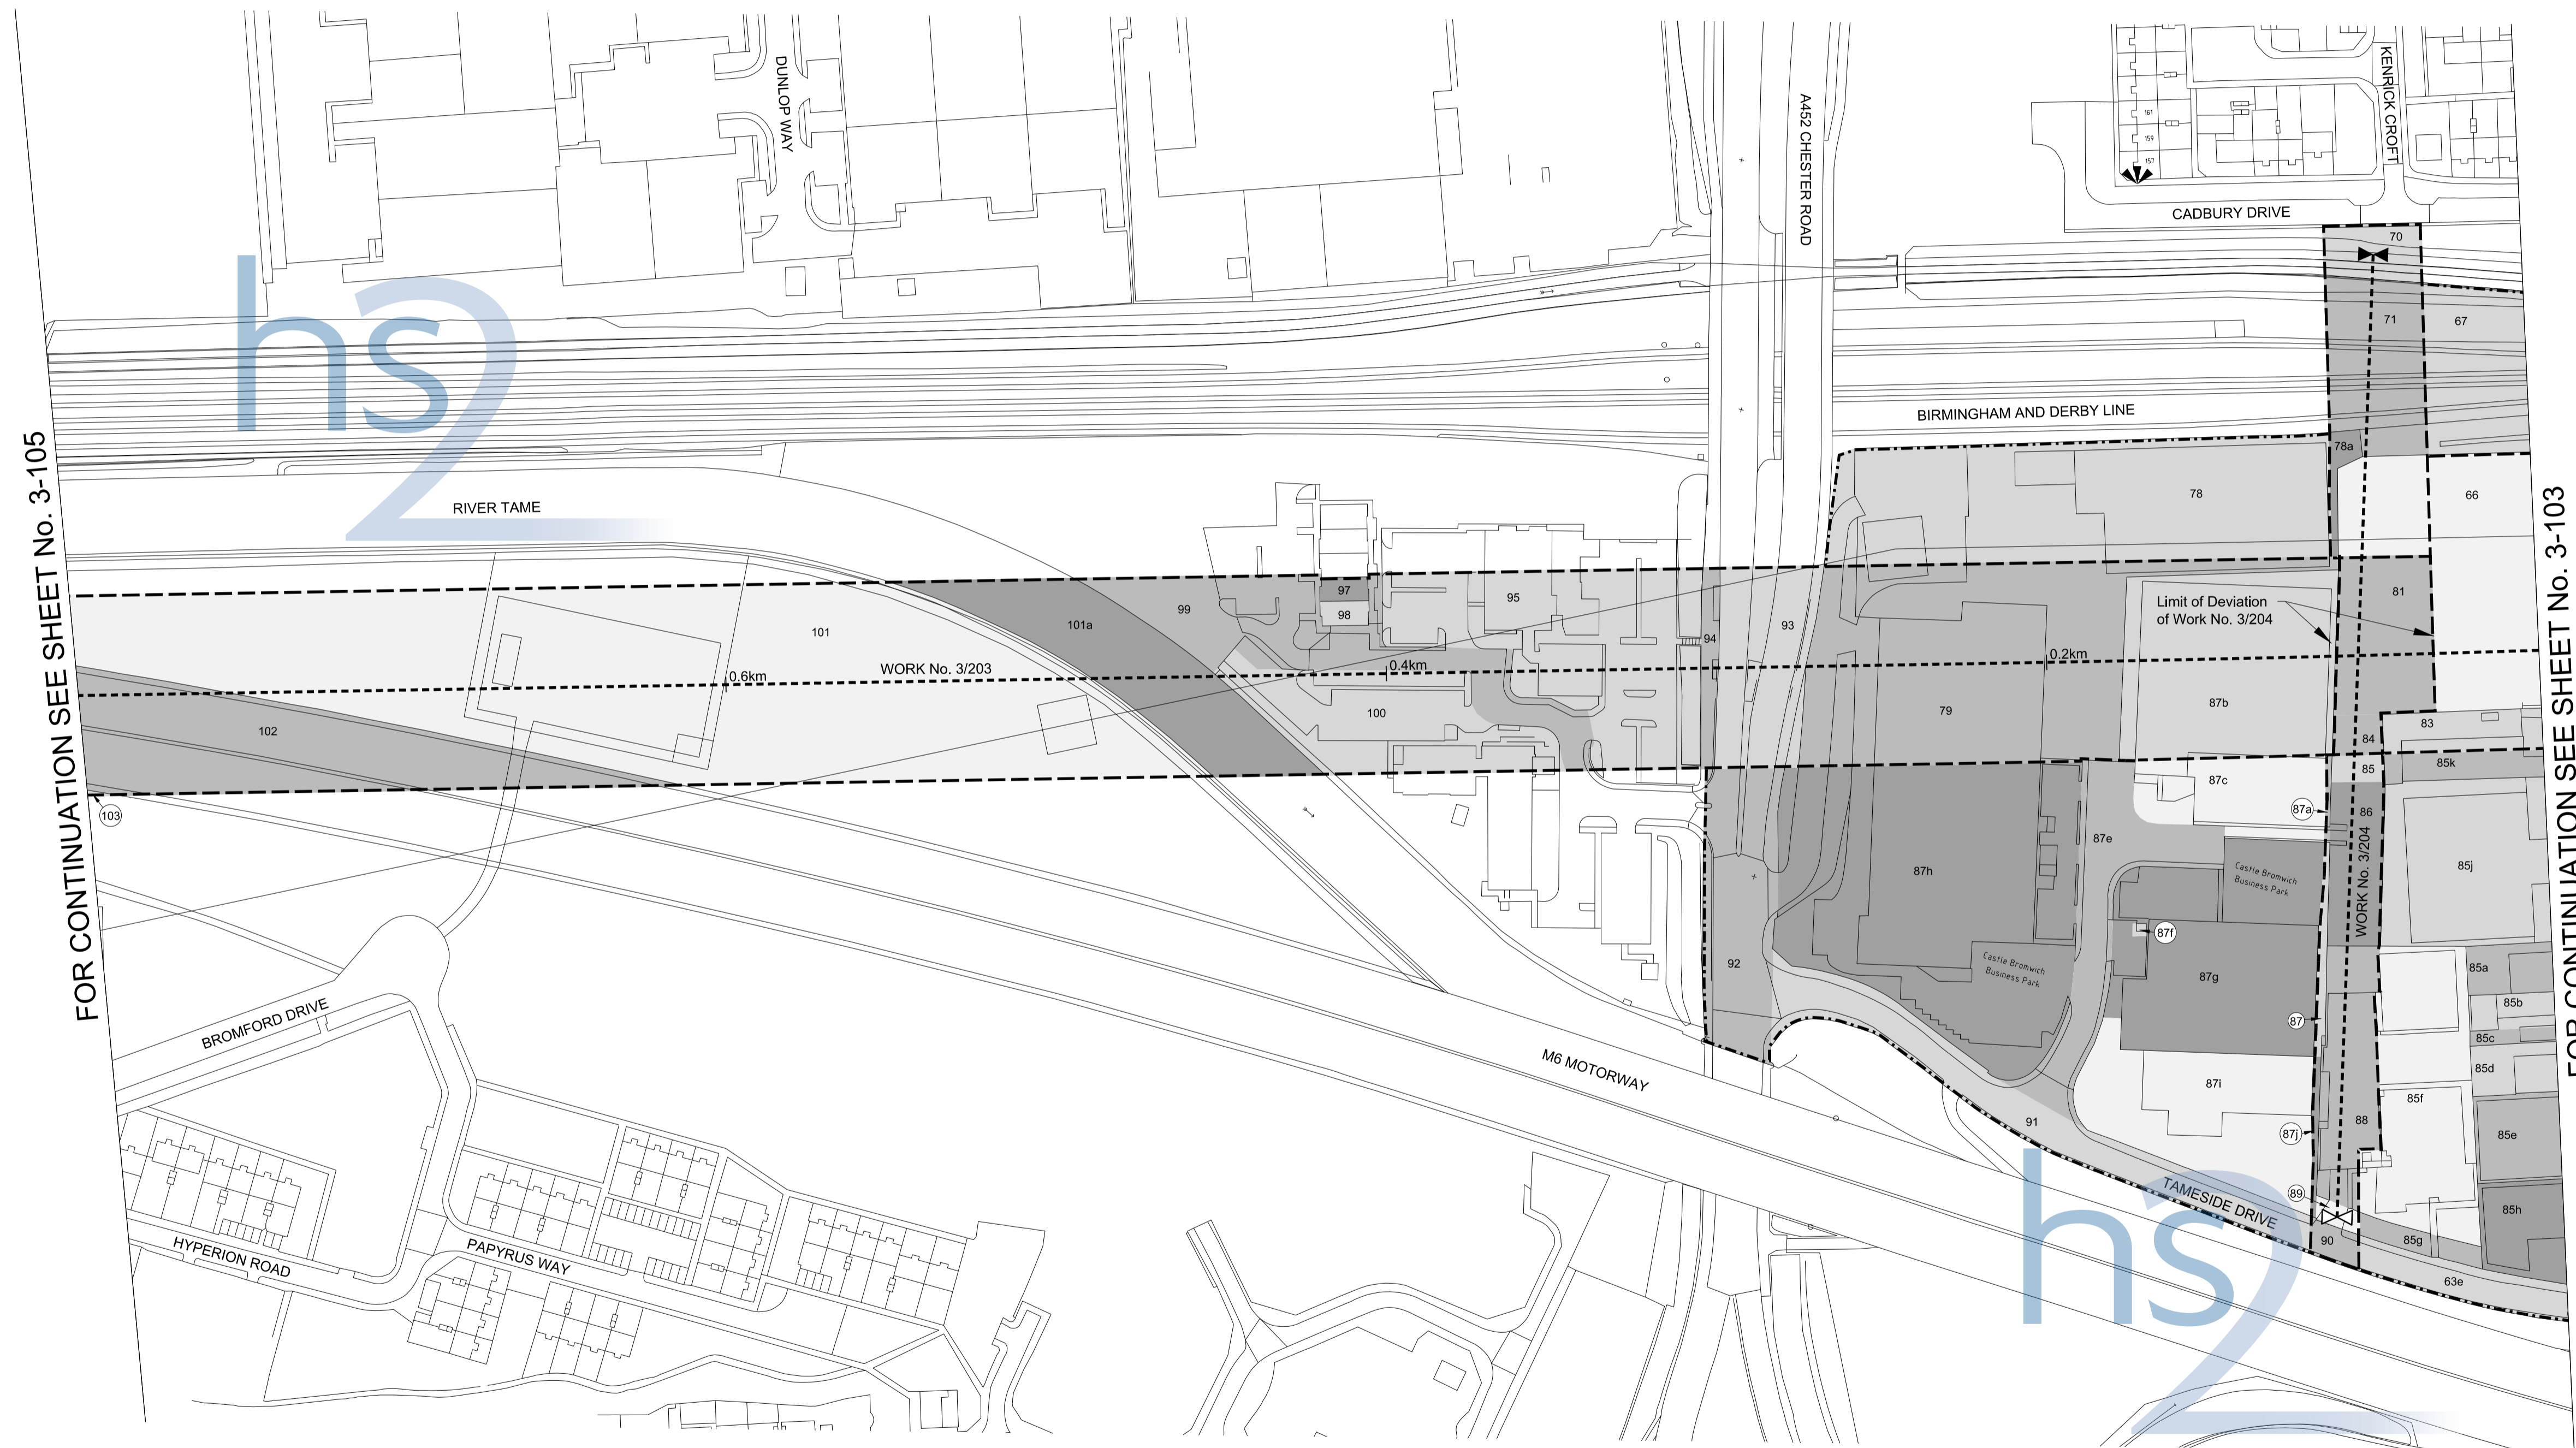 DUNLOP WAY
A452 CHESTER ROAD
KENRICK CROFT
161
159
157
CADBURY DRIVE
70
hs2
71
67
BIRMINGHAM AND DERBY LINE
78a
78
66
RIVER TAME
FOR CONTINUATION SEE SHEET No. 3-105
FOR CONTINUATION SEE SHEET No. 3-103
97
98
99
95
81
101a
101
Limit of Deviation
of Work No. 3/204
94
93
WORK No. 3/203
0.6km
0.4km
0.2km
102
100
79
87b
83
84
85
85k
87c
87a
86
103
87e
WORK No. 3/204
85j
87h
Castle Bromwich
Business Park
87f
92
Castle Bromwich
Business Park
87g
85a
85b
87
85c
85d
BROMFORD DRIVE
M6 MOTORWAY
87i
85f
91
88
87j
85e
89
TAMESIDE DRIVE
85h
90
85g
63e
HYPERION ROAD
PAPYRUS WAY
hs2